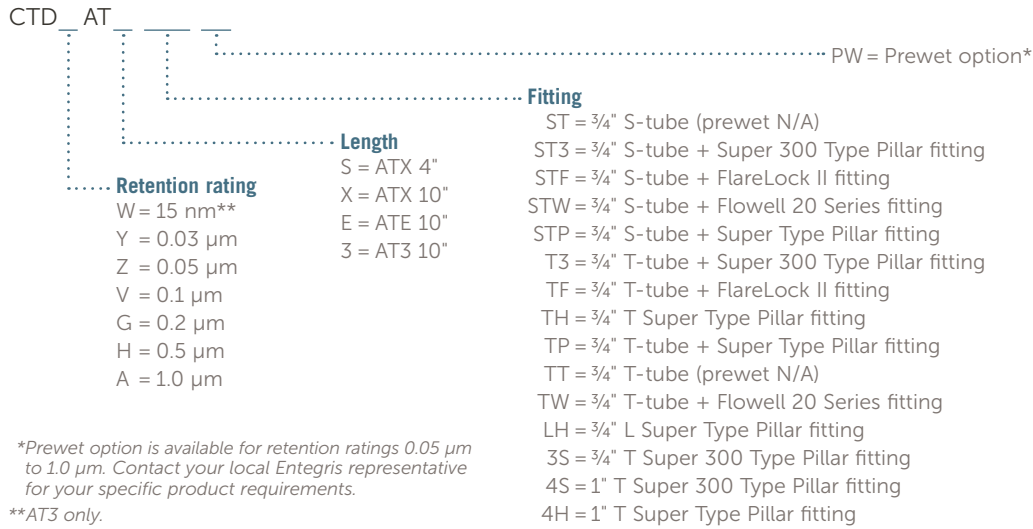 CTD_ AT_ __ __
PW = Prewet option*
Fitting
ST = ¾" S-tube (prewet N/A)
ST3 = ¾" S-tube + Super 300 Type Pillar fitting
STF = ¾" S-tube + FlareLock II fitting
STW = ¾" S-tube + Flowell 20 Series fitting
STP = ¾" S-tube + Super Type Pillar fitting
T3 = ¾" T-tube + Super 300 Type Pillar fitting
TF = ¾" T-tube + FlareLock II fitting
TH = ¾" T Super Type Pillar fitting
TP = ¾" T-tube + Super Type Pillar fitting
TT = ¾" T-tube (prewet N/A)
TW = ¾" T-tube + Flowell 20 Series fitting
LH = ¾" L Super Type Pillar fitting
3S = ¾" T Super 300 Type Pillar fitting
4S = 1" T Super 300 Type Pillar fitting
4H = 1" T Super Type Pillar fitting
Length
S = ATX 4"
X = ATX 10"
E = ATE 10"
3 = AT3 10"
Retention rating
W = 15 nm**
Y = 0.03 µm
Z = 0.05 µm
V = 0.1 µm
G = 0.2 µm
H = 0.5 µm
A = 1.0 µm
*Prewet option is available for retention ratings 0.05 µm
to 1.0 µm. Contact your local Entegris representative
for your specific product requirements.
**AT3 only.